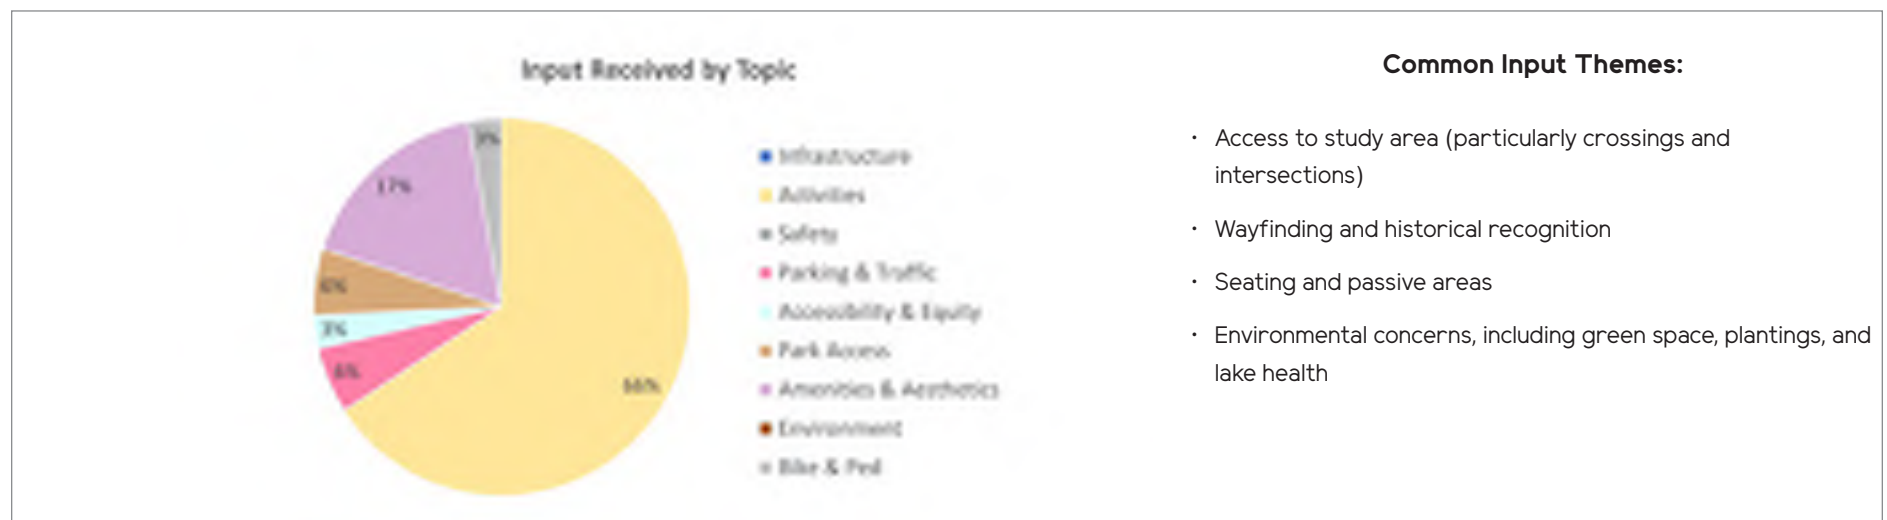 Input Received by Topic
3%
17%
6%
3%
6%
66%
Infrastructure
Activities
Safety
Parking & Traffic
Accessibility & Equity
Park Access
Amenities & Aesthetics
Environment
Bike & Ped
Common Input Themes:
• Access to study area (particularly crossings and
intersections)
• Wayfinding and historical recognition
• Seating and passive areas
• Environmental concerns, including green space, plantings, and
lake health